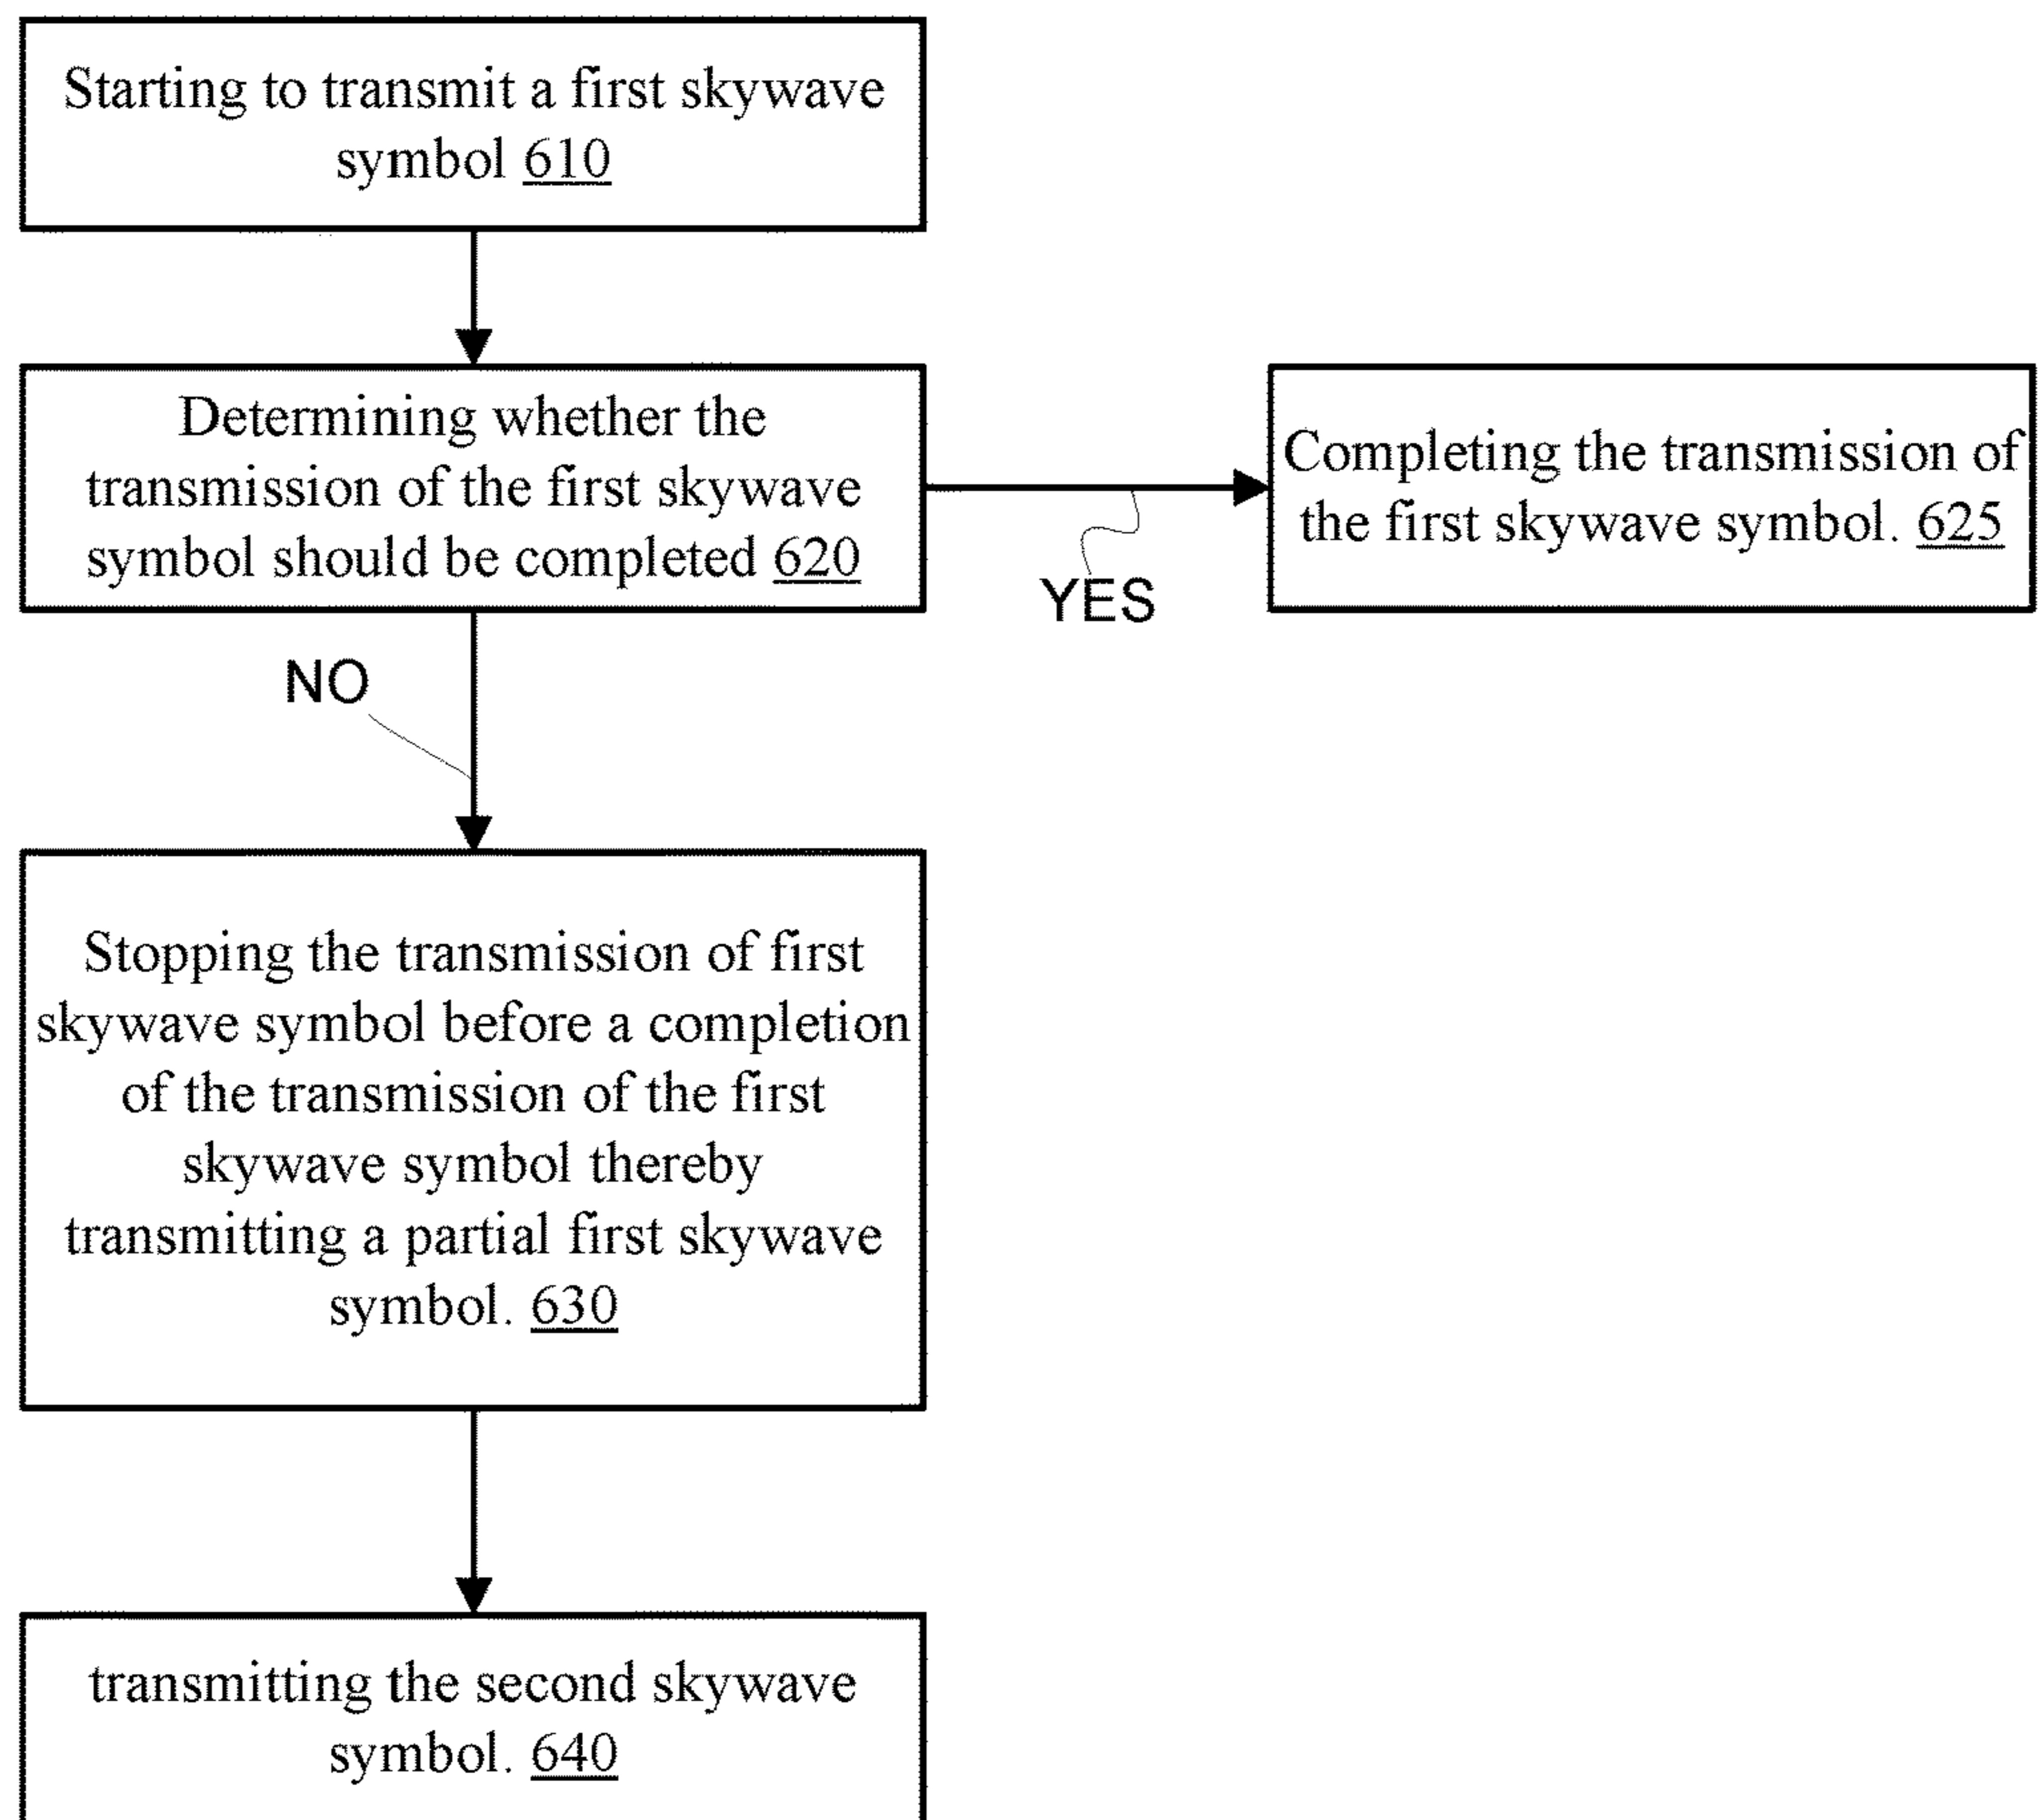 Starting to transmit a first skywave
symbol 610
Determining whether the
transmission of the first skywave
symbol should be completed 620
YES
Completing the transmission of
the first skywave symbol. 625
NO
Stopping the transmission of first
skywave symbol before a completion
of the transmission of the first
skywave symbol thereby
transmitting a partial first skywave
symbol. 630
transmitting the second skywave
symbol. 640